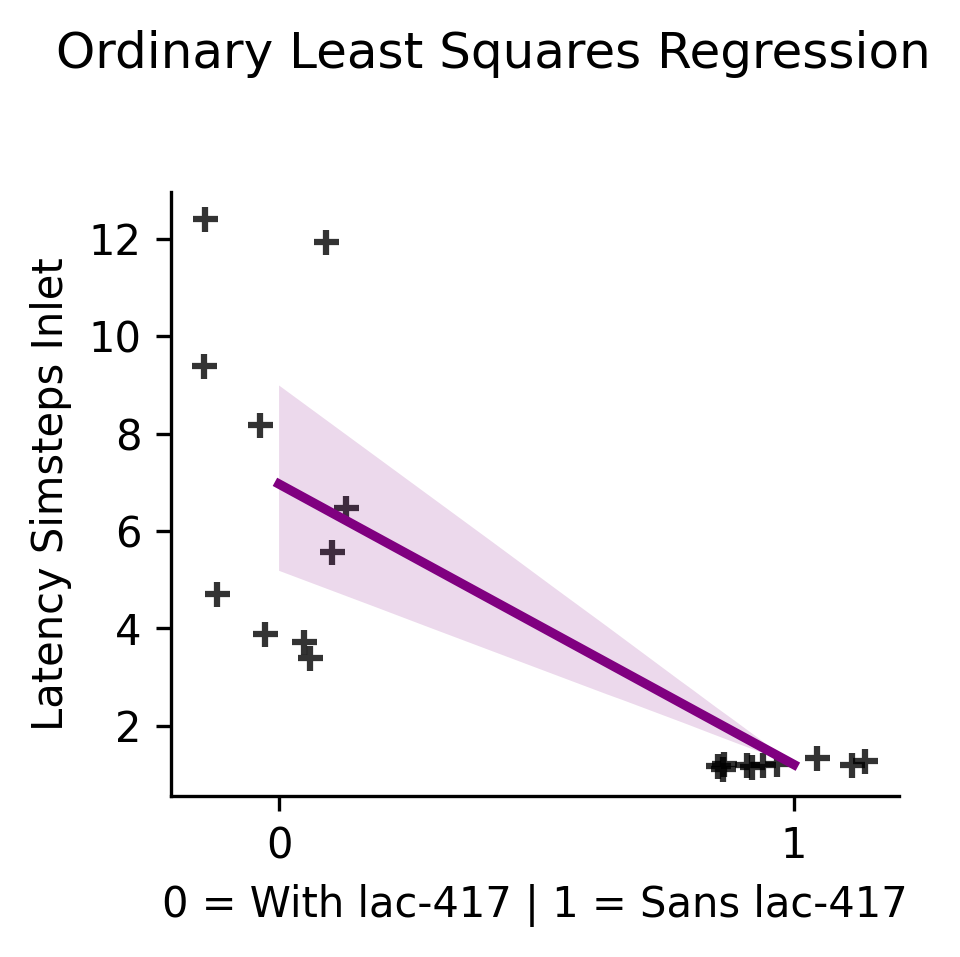 Ordinary Least Squares Regression
12
10
8
6
4
2
Latency Simsteps Inlet
0
1
0 = With lac-417 | 1 = Sans lac-417